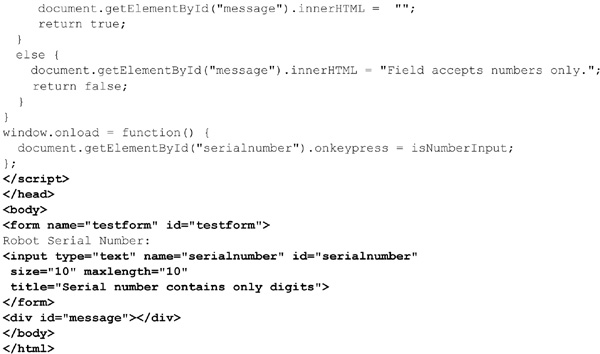 document.getElementById("message").innerHTML =  "";
return true;
}
else {
document.getElementById("message").innerHTML = "Field accepts numbers only.";
return false;
}
}
window.onload = function() {
document.getElementById("serialnumber").onkeypress = isNumberInput;
};
</script>
</head>
<body>
<form name="testform" id="testform">
Robot Serial Number:
<input type="text" name="serialnumber" id="serialnumber"
size="10" maxlength="10"
title="Serial number contains only digits">
</form>
<div id="message"></div>
</body>
</html>